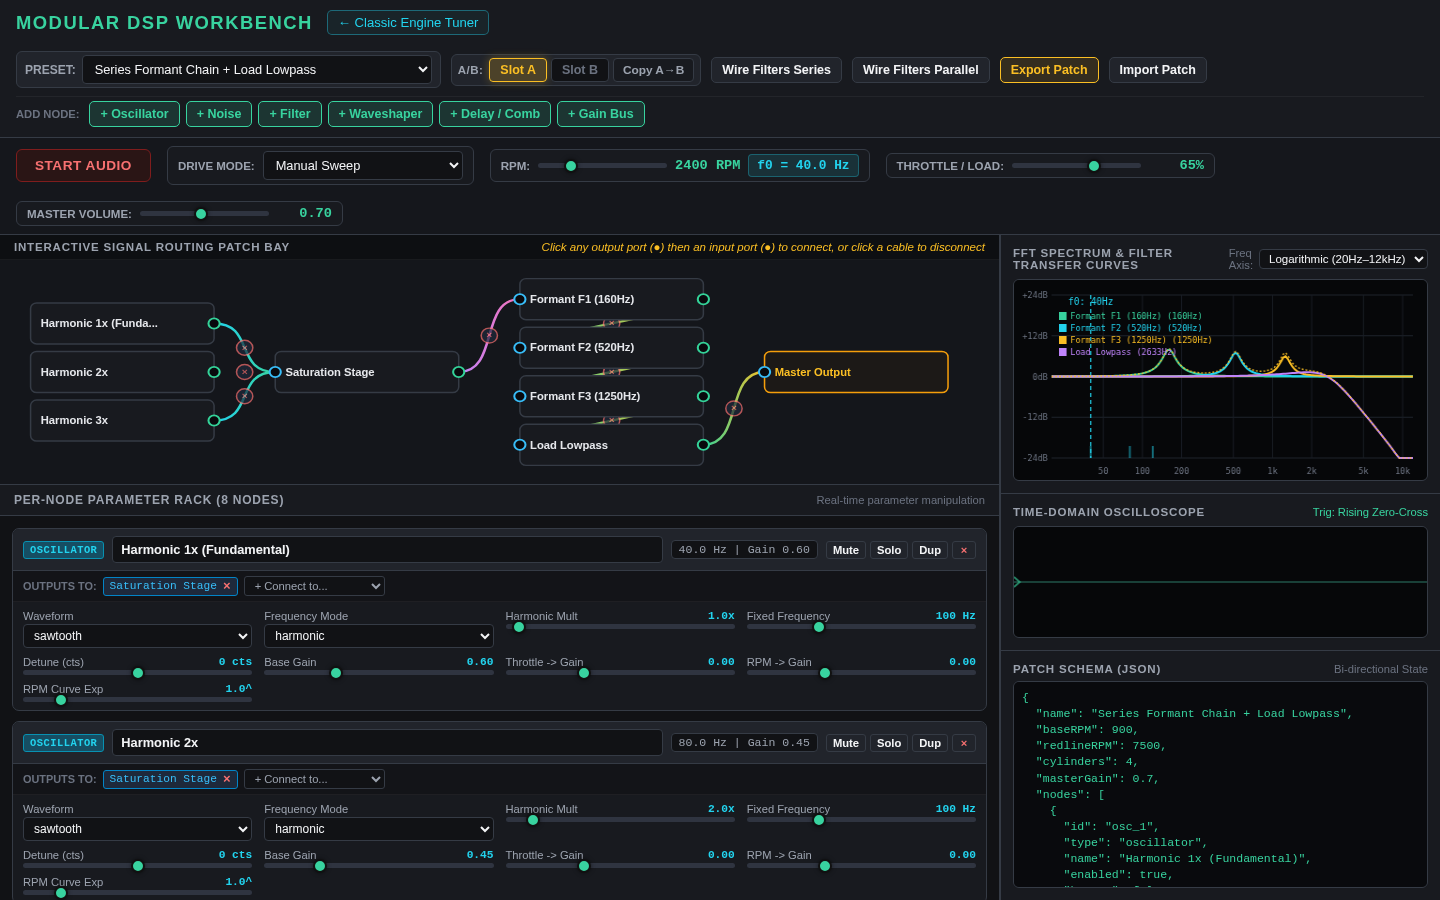 MODULAR DSP WORKBENCH
← Classic Engine Tuner
PRESET: Series Formant Chain + Load Lowpass
A/B: Slot A Slot B Copy A→B
Wire Filters Series Wire Filters Parallel Export Patch Import Patch
ADD NODE: + Oscillator + Noise + Filter + Waveshaper + Delay / Comb + Gain Bus
START AUDIO
DRIVE MODE: Manual Sweep
RPM: 2400 RPM f0 = 40.0 Hz
THROTTLE / LOAD: 65%
MASTER VOLUME: 0.70
INTERACTIVE SIGNAL ROUTING PATCH BAY
Click any output port (●) then an input port (●) to connect, or click a cable to disconnect
Harmonic 1x (Funda...
Harmonic 2x
Harmonic 3x
Saturation Stage
Formant F1 (160Hz)
Formant F2 (520Hz)
Formant F3 (1250Hz)
Load Lowpass
Master Output
FFT SPECTRUM & FILTER
TRANSFER CURVES
Freq
Axis:
Logarithmic (20Hz–12kHz)
+24dB
+12dB
0dB
-12dB
-24dB
f0: 40Hz
Formant F1 (160Hz) (160Hz)
Formant F2 (520Hz) (520Hz)
Formant F3 (1250Hz) (1250Hz)
Load Lowpass (2633Hz)
50 100 200 500 1k 2k 5k 10k
PER-NODE PARAMETER RACK (8 NODES)
Real-time parameter manipulation
OSCILLATOR Harmonic 1x (Fundamental) 40.0 Hz | Gain 0.60 Mute Solo Dup ×
OUTPUTS TO: Saturation Stage × + Connect to...
Waveform Frequency Mode Harmonic Mult 1.0x Fixed Frequency 100 Hz
sawtooth harmonic
Detune (cts) 0 cts Base Gain 0.60 Throttle -> Gain 0.00 RPM -> Gain 0.00
RPM Curve Exp 1.0^
OSCILLATOR Harmonic 2x 80.0 Hz | Gain 0.45 Mute Solo Dup ×
OUTPUTS TO: Saturation Stage × + Connect to...
Waveform Frequency Mode Harmonic Mult 2.0x Fixed Frequency 100 Hz
sawtooth harmonic
Detune (cts) 0 cts Base Gain 0.45 Throttle -> Gain 0.00 RPM -> Gain 0.00
RPM Curve Exp 1.0^
TIME-DOMAIN OSCILLOSCOPE
Trig: Rising Zero-Cross
PATCH SCHEMA (JSON)
Bi-directional State
{
"name": "Series Formant Chain + Load Lowpass",
"baseRPM": 900,
"redlineRPM": 7500,
"cylinders": 4,
"masterGain": 0.7,
"nodes": [
{
"id": "osc_1",
"type": "oscillator",
"name": "Harmonic 1x (Fundamental)",
"enabled": true,